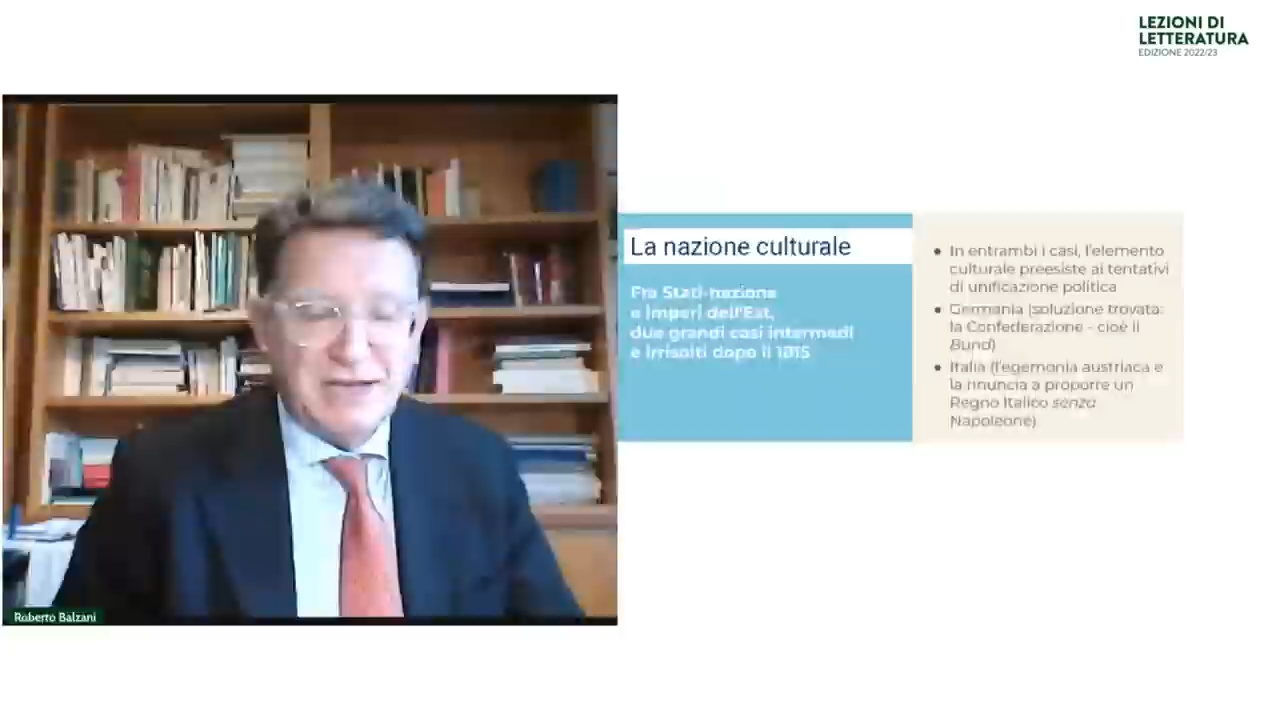 LEZIONI DI
LETTERATURA
EDIZIONE 2022/23
La nazione culturale
Fra Stati-nazione
e Imperi dell'Est,
due grandi casi intermedi
e irrisolti dopo il 1815
• In entrambi i casi, l'elemento
culturale preesiste ai tentativi
di unificazione politica
• Germania (soluzione trovata:
la Confederazione - cioè il
Bund)
• Italia (l'egemonia austriaca e
la rinuncia a proporre un
Regno Italico senza
Napoleone)
Roberto Balzani